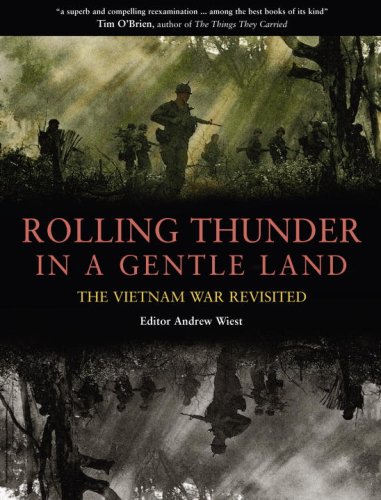 "a superb and compelling reexamination ... among the best books of its kind"
Tim O'Brien, author of The Things They Carried
ROLLING THUNDER
IN A GENTLE LAND
THE VIETNAM WAR REVISITED
Editor Andrew Wiest